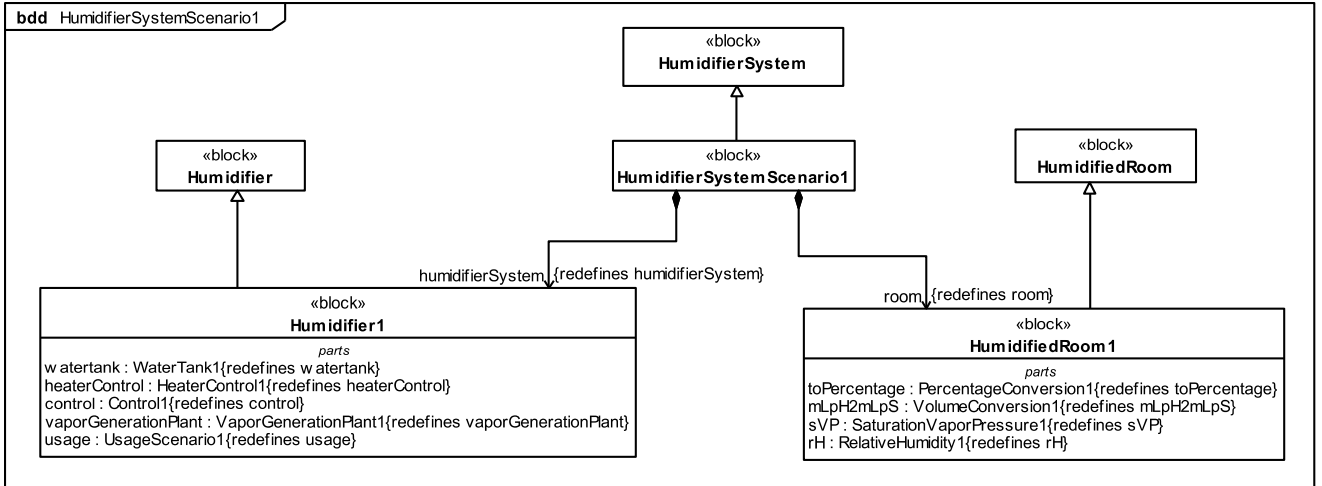 bdd HumidifierSystemScenario1
«block»
HumidifierSystem
«block»
Humidifier
«block»
HumidifierSystemScenario1
«block»
HumidifiedRoom
humidifierSystem {redefines humidifierSystem}
room {redefines room}
«block»
Humidifier1
parts
watertank : WaterTank1{redefines watertank}
heaterControl : HeaterControl1{redefines heaterControl}
control : Control1{redefines control}
vaporGenerationPlant : VaporGenerationPlant1{redefines vaporGenerationPlant}
usage : UsageScenario1{redefines usage}
«block»
HumidifiedRoom1
parts
toPercentage : PercentageConversion1{redefines toPercentage}
mLpH2mLpS : VolumeConversion1{redefines mLpH2mLpS}
sVP : SaturationVaporPressure1{redefines sVP}
rH : RelativeHumidity1{redefines rH}